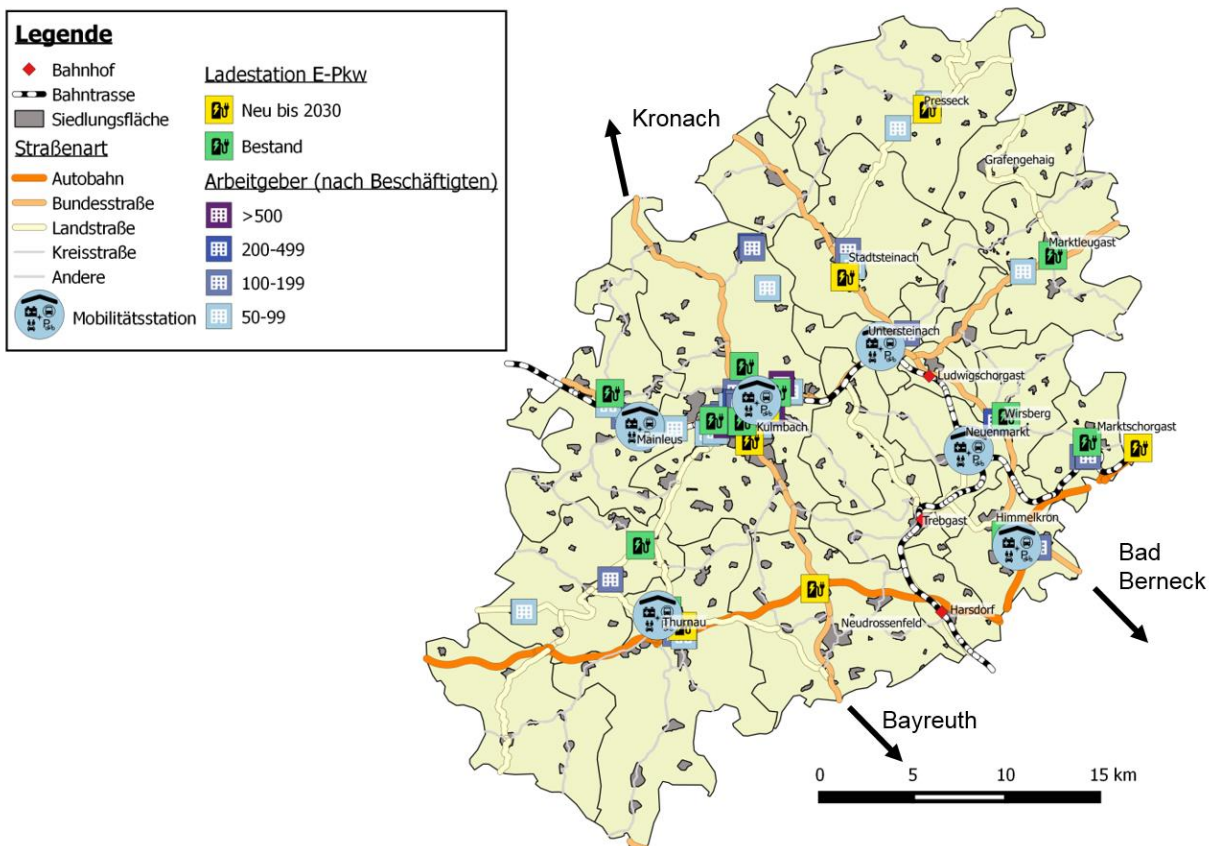 Legende
Bahnhof
Bahntrasse
Siedlungsfläche
Straßenart
Autobahn
Bundesstraße
Landstraße
Kreisstraße
Andere
Mobilitätsstation
Ladestation E-Pkw
Neu bis 2030
Bestand
Arbeitgeber (nach Beschäftigten)
>500
200-499
100-199
50-99
Kronach
Presseck
Grafengehaig
Marktleugast
Stadtsteinach
Untersteinach
Ludwigschorgast
Wirsberg
Kulmbach
Mainleus
Neuenmarkt
Marktschorgast
Trebgast
Himmelkron
Bad
Berneck
Harsdorf
Thurnau
Neudrossenfeld
Bayreuth
0 5 10 15 km